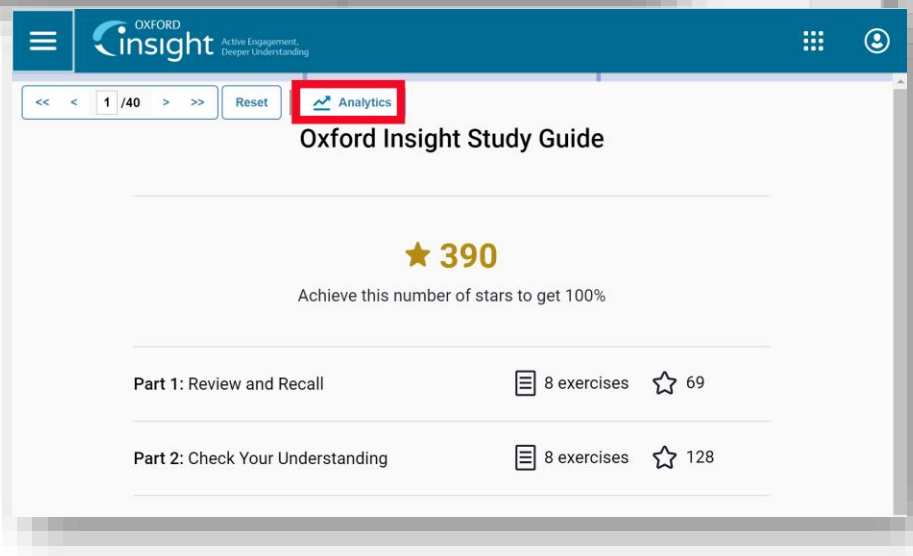 OXFORD
insight
Active Engagement,
Deeper Understanding
<< < 1 /40 > >> Reset Analytics
Oxford Insight Study Guide
390
Achieve this number of stars to get 100%
Part 1: Review and Recall 8 exercises 69
Part 2: Check Your Understanding 8 exercises 128